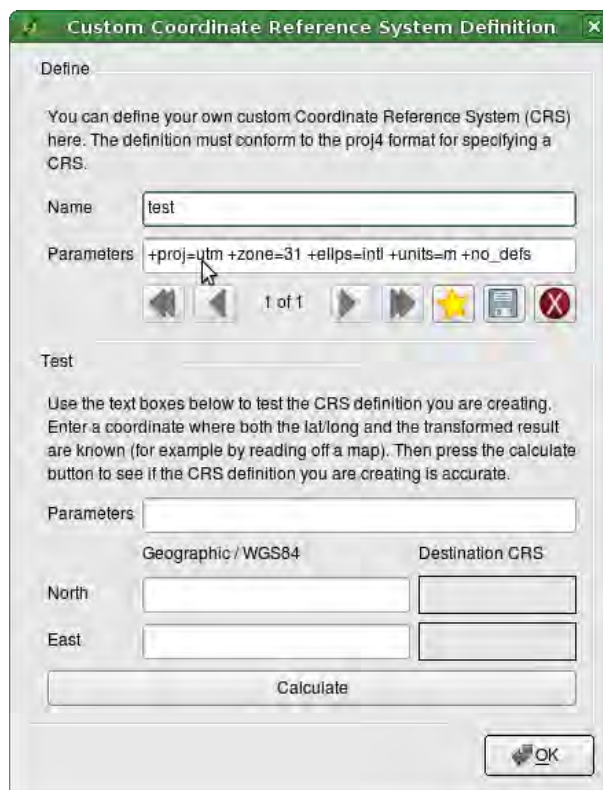 Custom Coordinate Reference System Definition
Define
You can define your own custom Coordinate Reference System (CRS)
here. The definition must conform to the proj4 format for specifying a
CRS.
Name test
Parameters +proj=utm +zone=31 +ellps=intl +units=m +no_defs
1 of 1
Test
Use the text boxes below to test the CRS definition you are creating.
Enter a coordinate where both the lat/long and the transformed result
are known (for example by reading off a map). Then press the calculate
button to see if the CRS definition you are creating is accurate.
Parameters
Geographic / WGS84 Destination CRS
North
East
Calculate
OK